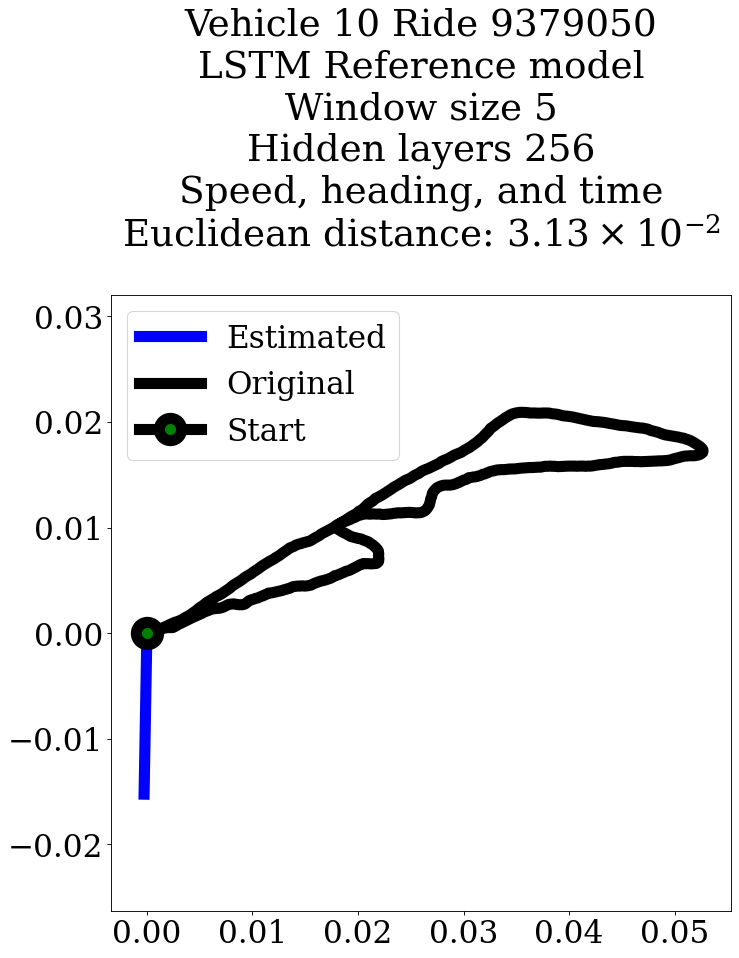 Vehicle 10 Ride 9379050
LSTM Reference model
Window size 5
Hidden layers 256
Speed, heading, and time
Euclidean distance: 3.13 × 10⁻²
Estimated
Original
Start
0.03
0.02
0.01
0.00
−0.01
−0.02
0.00 0.01 0.02 0.03 0.04 0.05